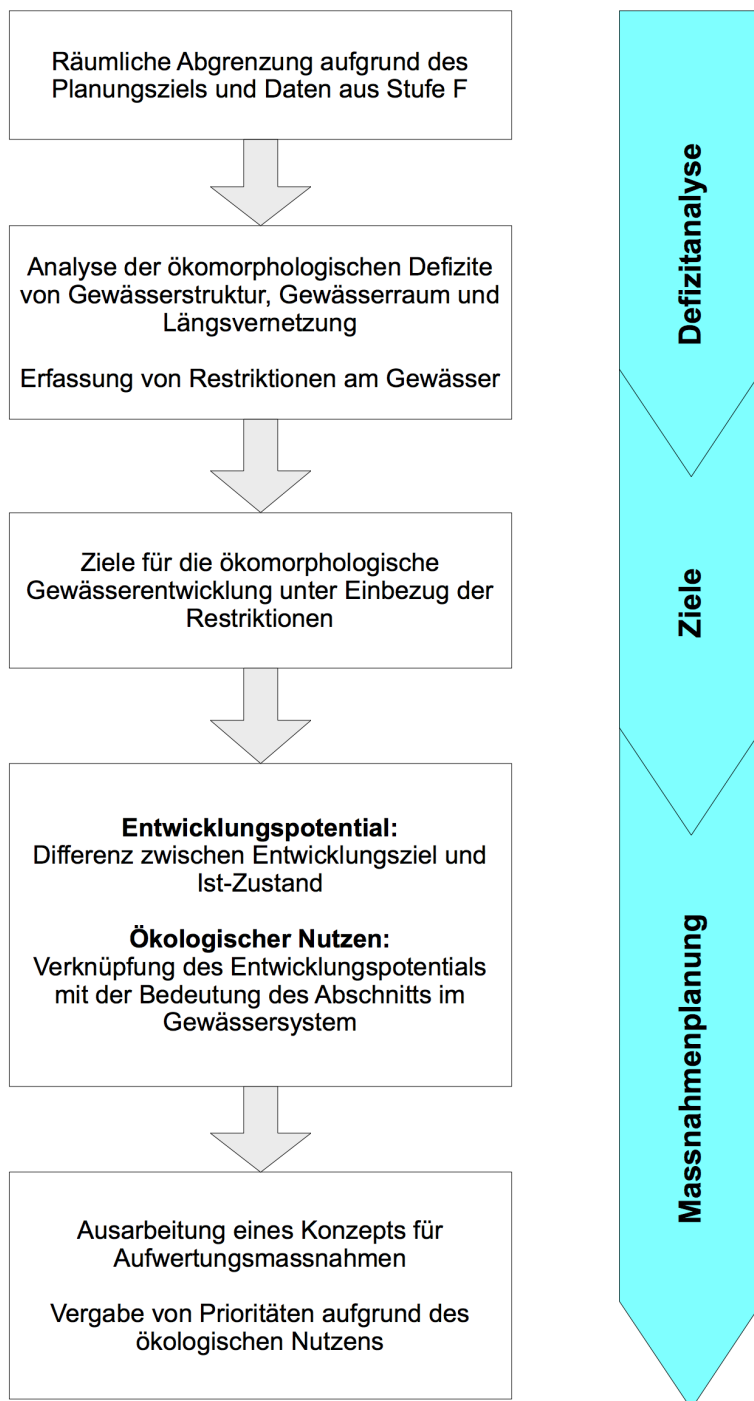 Räumliche Abgrenzung aufgrund des
Planungsziels und Daten aus Stufe F
Analyse der ökomorphologischen Defizite
von Gewässerstruktur, Gewässerraum und
Längsvernetzung
Erfassung von Restriktionen am Gewässer
Ziele für die ökomorphologische
Gewässerentwicklung unter Einbezug der
Restriktionen
Entwicklungspotential:
Differenz zwischen Entwicklungsziel und
Ist-Zustand
Ökologischer Nutzen:
Verknüpfung des Entwicklungspotentials
mit der Bedeutung des Abschnitts im
Gewässersystem
Ausarbeitung eines Konzepts für
Aufwertungsmassnahmen
Vergabe von Prioritäten aufgrund des
ökologischen Nutzens
Defizitanalyse
Ziele
Massnahmenplanung